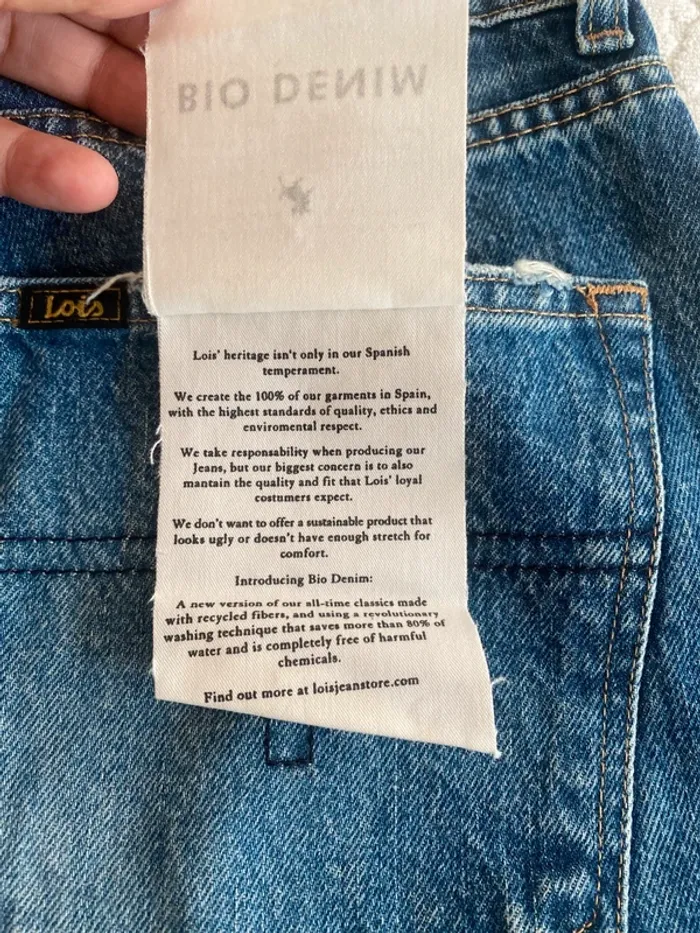 BIO DENIM
Lois
Lois' heritage isn't only in our Spanish
temperament.
We create the 100% of our garments in Spain,
with the highest standards of quality, ethics and
enviromental respect.
We take responsability when producing our
Jeans, but our biggest concern is to also
mantain the quality and fit that Lois' loyal
costumers expect.
We don't want to offer a sustainable product that
looks ugly or doesn't have enough stretch for
comfort.
Introducing Bio Denim:
A new version of our all-time classics made
with recycled fibers, and using a revolutionary
washing technique that saves more than 80% of
water and is completely free of harmful
chemicals.
Find out more at loisjeanstore.com